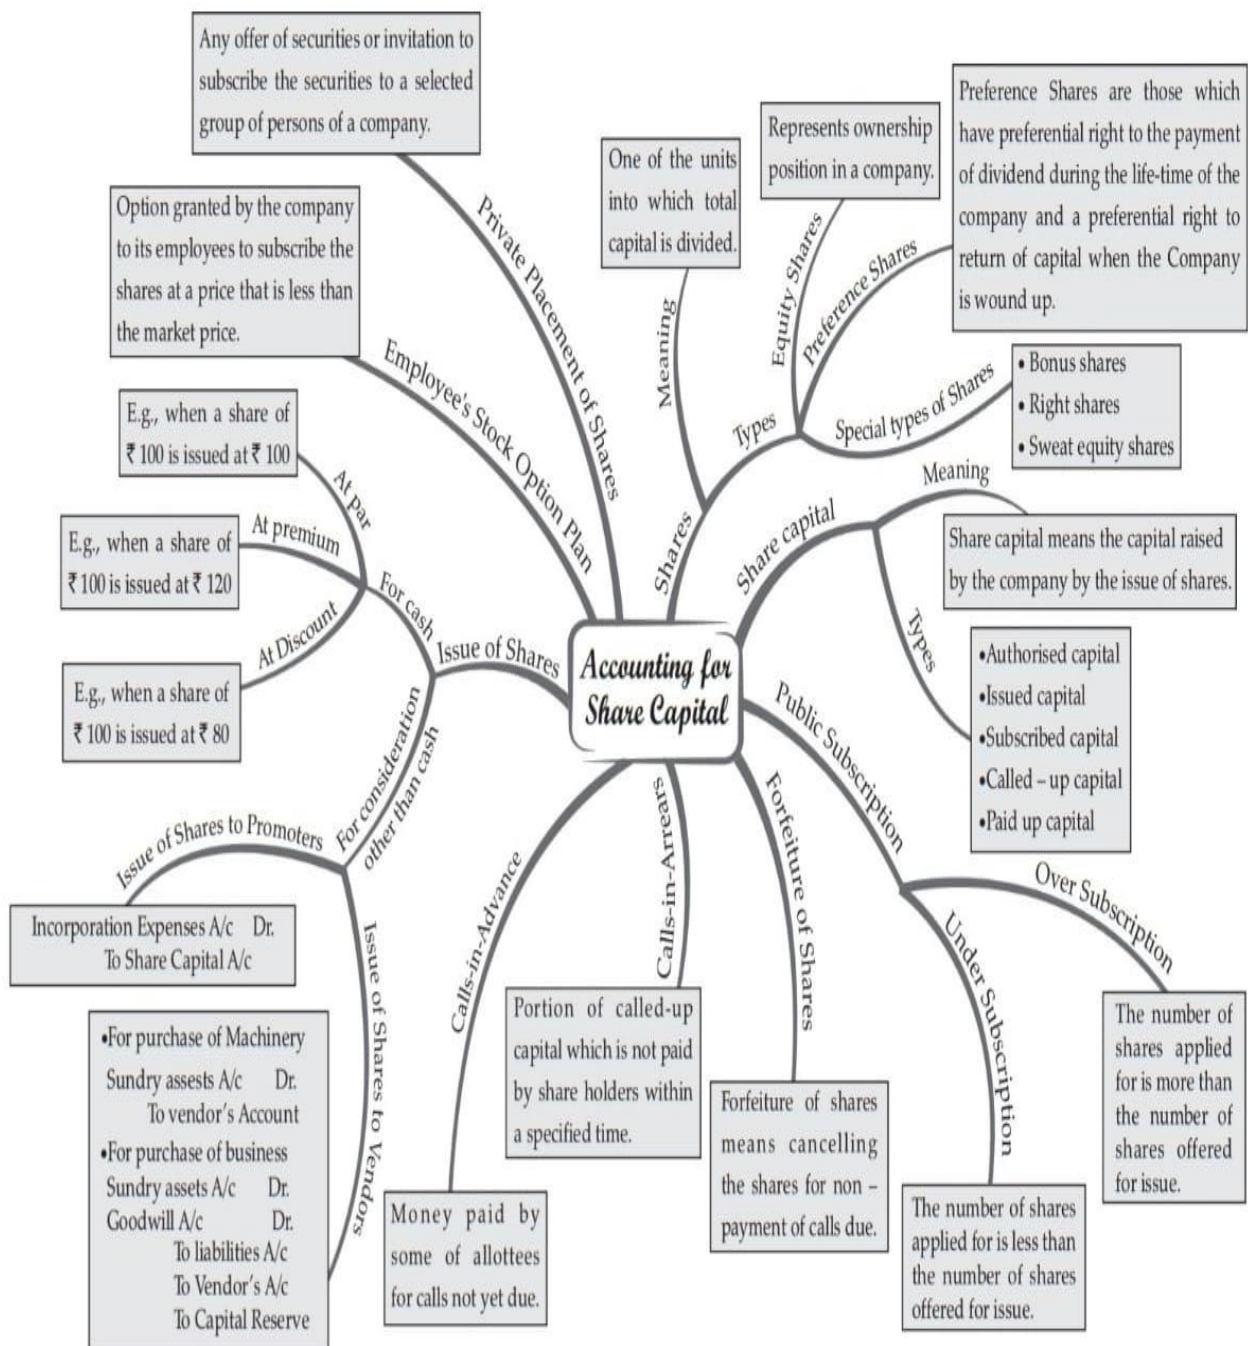 Any offer of securities or invitation to
subscribe the securities to a selected
group of persons of a company.
Private Placement of Shares
Option granted by the company
to its employees to subscribe the
shares at a price that is less than
the market price.
Employee's Stock Option Plan
One of the units
into which total
capital is divided.
Meaning
Represents ownership
position in a company.
Equity Shares
Preference Shares are those which
have preferential right to the payment
of dividend during the life-time of the
company and a preferential right to
return of capital when the Company
is wound up.
Preference Shares
• Bonus shares
• Right shares
• Sweat equity shares
Special types of Shares
Types
Shares
Share capital
Meaning
Share capital means the capital raised
by the company by the issue of shares.
Types
•Authorised capital
•Issued capital
•Subscribed capital
•Called – up capital
•Paid up capital
E.g., when a share of
₹ 100 is issued at ₹ 100
At par
E.g., when a share of
₹ 100 is issued at ₹ 120
At premium
E.g., when a share of
₹ 100 is issued at ₹ 80
At Discount
For cash
Issue of Shares
Accounting for
Share Capital
For consideration
other than cash
Issue of Shares to Promoters
Incorporation Expenses A/c Dr.
To Share Capital A/c
Issue of Shares to Vendors
•For purchase of Machinery
Sundry assests A/c Dr.
To vendor's Account
•For purchase of business
Sundry assets A/c Dr.
Goodwill A/c Dr.
To liabilities A/c
To Vendor's A/c
To Capital Reserve
Calls-in-Advance
Money paid by
some of allottees
for calls not yet due.
Calls-in-Arrears
Portion of called-up
capital which is not paid
by share holders within
a specified time.
Forfeiture of Shares
Forfeiture of shares
means cancelling
the shares for non –
payment of calls due.
Public Subscription
Under Subscription
The number of shares
applied for is less than
the number of shares
offered for issue.
Over Subscription
The number of
shares applied
for is more than
the number of
shares offered
for issue.